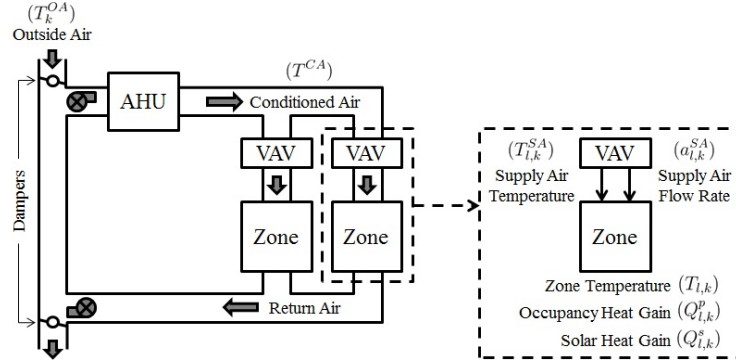 (T_k^{OA})
Outside Air
(T^{CA})
AHU
Conditioned Air
Dampers
VAV
VAV
Zone
Zone
Return Air
(T_{l,k}^{SA})
VAV
(a_{l,k}^{SA})
Supply Air
Temperature
Supply Air
Flow Rate
Zone
Zone Temperature (T_{l,k})
Occupancy Heat Gain (Q_{l,k}^p)
Solar Heat Gain (Q_{l,k}^s)